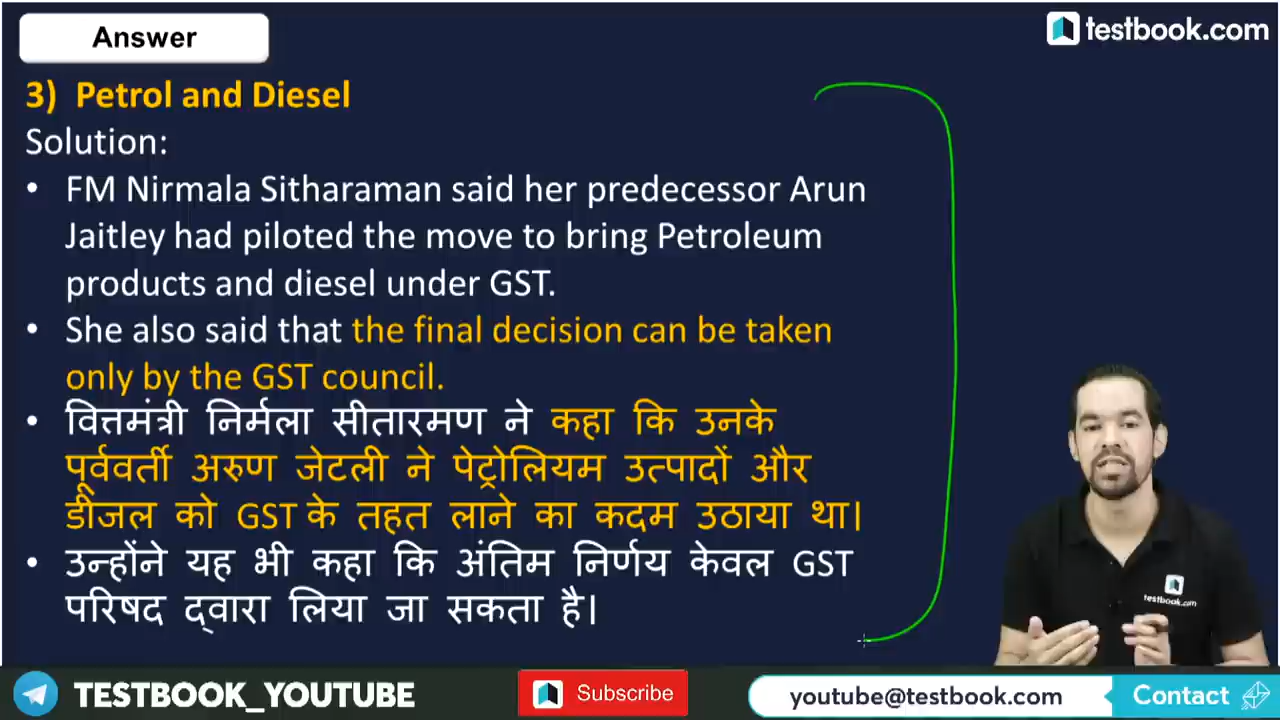 Answer
testbook.com
3) Petrol and Diesel
Solution:
• FM Nirmala Sitharaman said her predecessor Arun
Jaitley had piloted the move to bring Petroleum
products and diesel under GST.
• She also said that the final decision can be taken
only by the GST council.
• वित्तमंत्री निर्मला सीतारमण ने कहा कि उनके
पूर्ववर्ती अरुण जेटली ने पेट्रोलियम उत्पादों और
डीजल को GST के तहत लाने का कदम उठाया था।
• उन्होंने यह भी कहा कि अंतिम निर्णय केवल GST
परिषद द्वारा लिया जा सकता है।
testbook.com
TESTBOOK_YOUTUBE
Subscribe
youtube@testbook.com
Contact